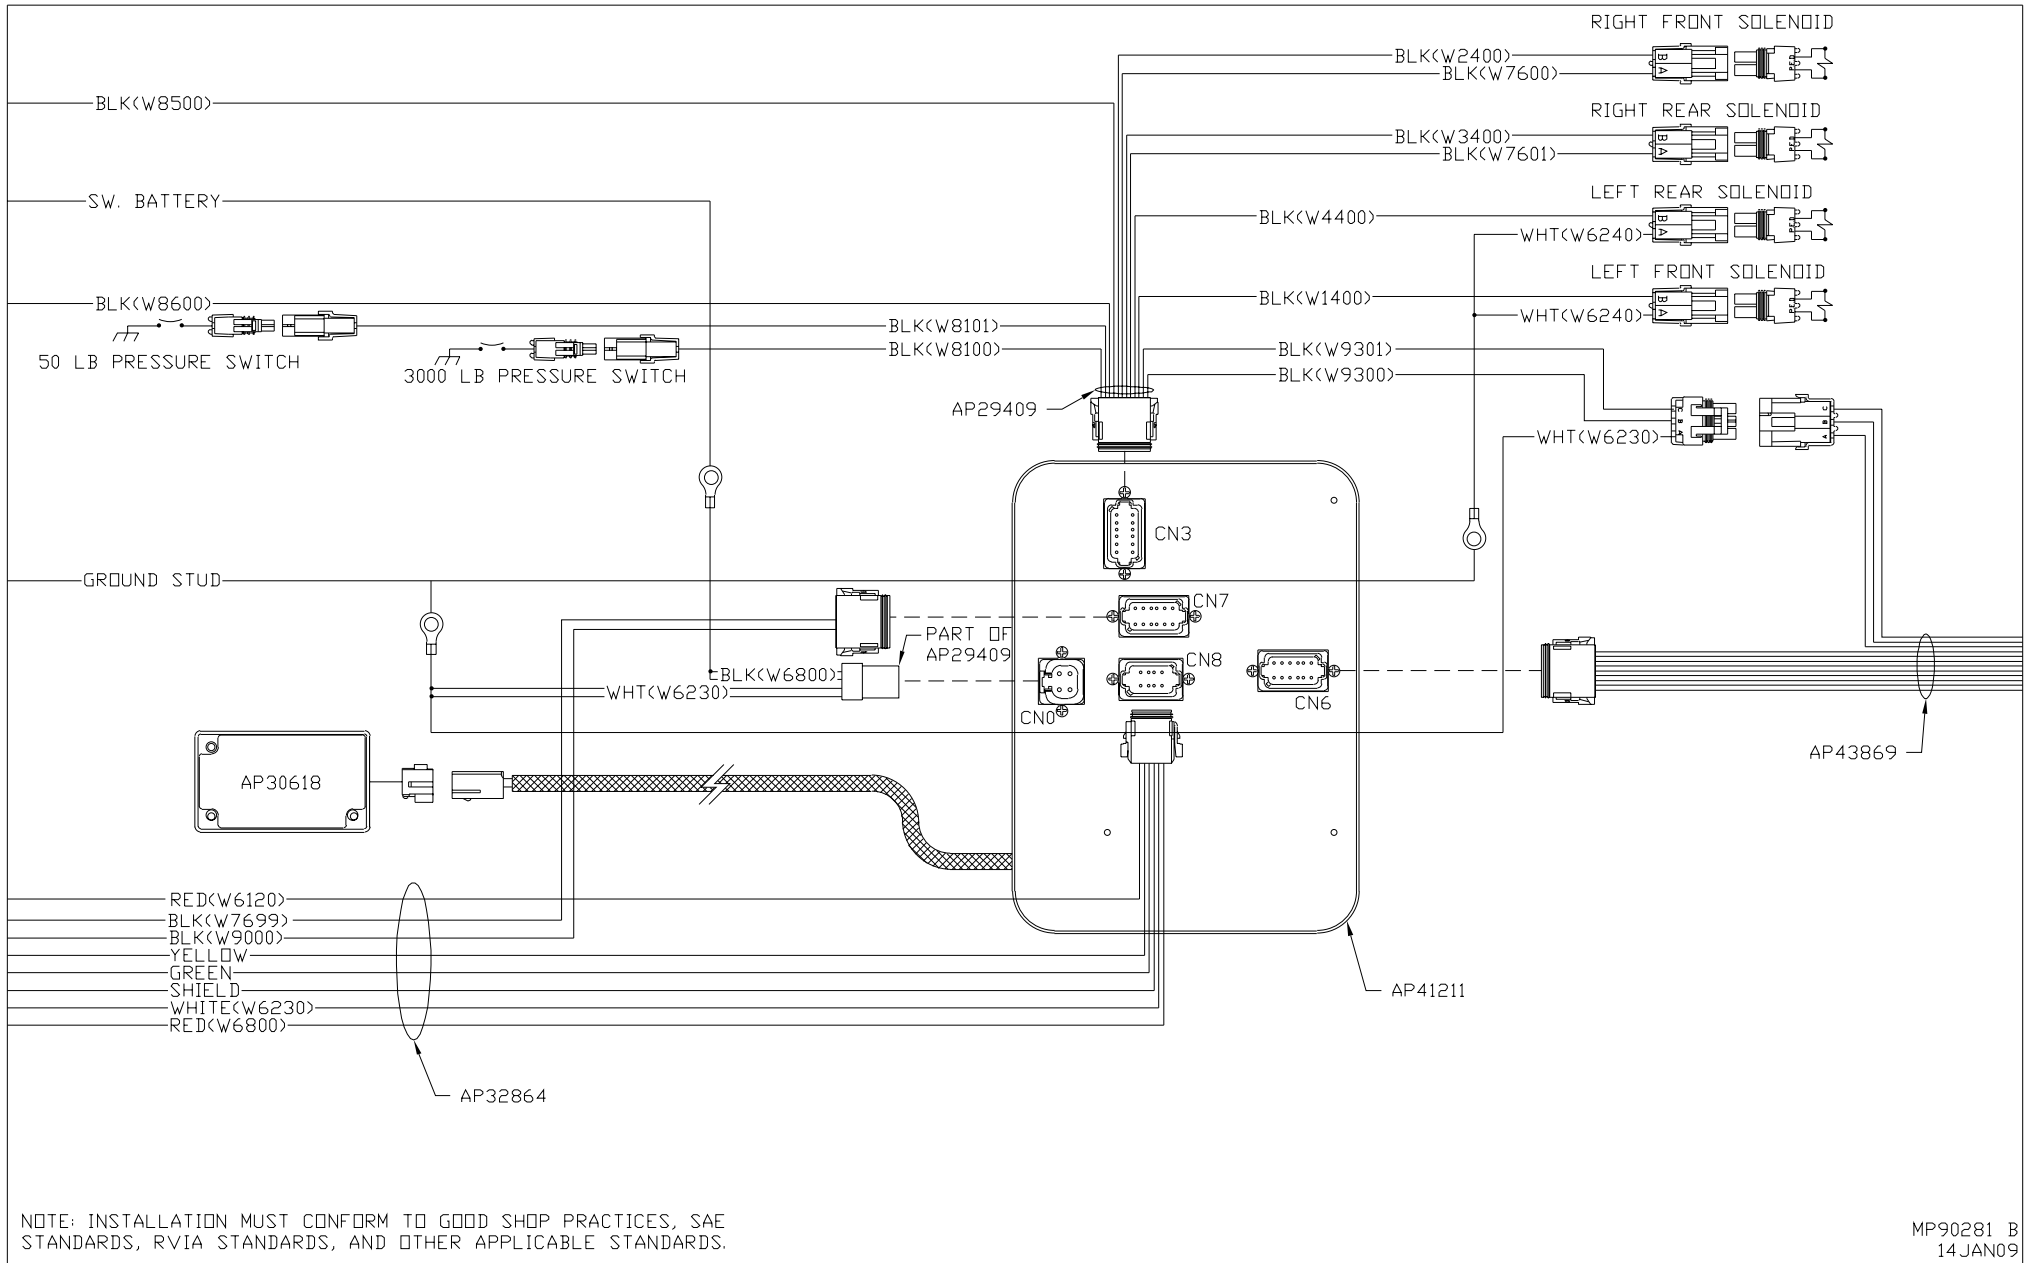 RIGHT FRONT SOLENOID
BLK(W2400)
BLK(W7600)
B
A
PED
BLK(W8500)
RIGHT REAR SOLENOID
BLK(W3400)
BLK(W7601)
B
A
PED
SW. BATTERY
LEFT REAR SOLENOID
BLK(W4400)
WHT(W6240)
B
A
PED
LEFT FRONT SOLENOID
BLK(W8600)
BLK(W1400)
WHT(W6240)
B
A
PED
BLK(W8101)
BLK(W8100)
50 LB PRESSURE SWITCH
3000 LB PRESSURE SWITCH
BLK(W9301)
BLK(W9300)
AP29409
WHT(W6230)
C
B
A
C
B
A
CN3
GROUND STUD
CN7
PART OF
AP29409
CN8
BLK(W6800)
WHT(W6230)
CN0
CN6
AP43869
AP30618
RED(W6120)
BLK(W7699)
BLK(W9000)
YELLOW
GREEN
SHIELD
WHITE(W6230)
RED(W6800)
AP41211
AP32864
NOTE: INSTALLATION MUST CONFORM TO GOOD SHOP PRACTICES, SAE
STANDARDS, RVIA STANDARDS, AND OTHER APPLICABLE STANDARDS.
MP90281 B
14JAN09